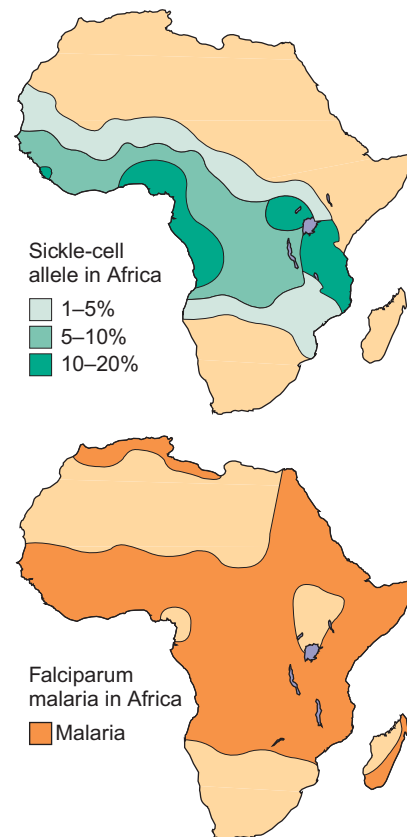 Sickle-cell
allele in Africa
1–5%
5–10%
10–20%
Falciparum
malaria in Africa
Malaria